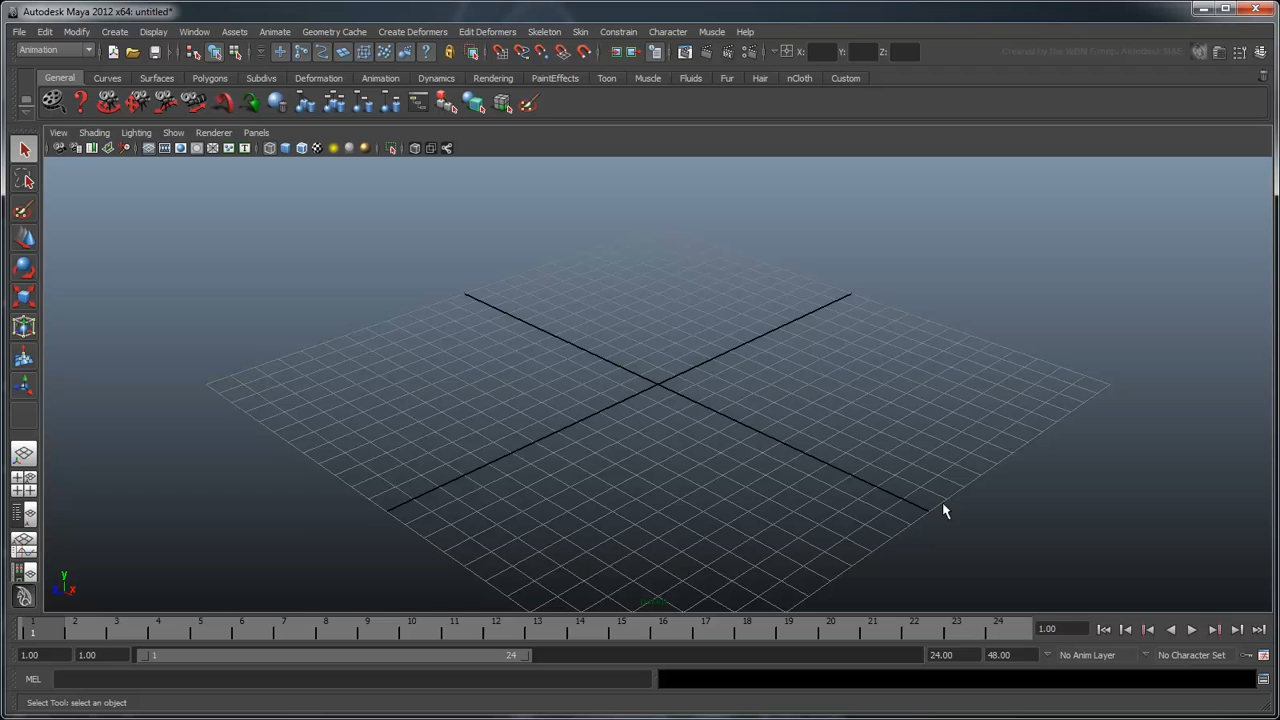 Autodesk Maya 2012 x64: untitled*
File Edit Modify Create Display Window Assets Animate Geometry Cache Create Deformers Edit Deformers Skeleton Skin Constrain Character Muscle Help
Animation X: Y: Z:
General Curves Surfaces Polygons Subdivs Deformation Animation Dynamics Rendering PaintEffects Toon Muscle Fluids Fur Hair nCloth Custom
View Shading Lighting Show Renderer Panels
y
x
1 2 3 4 5 6 7 8 9 10 11 12 13 14 15 16 17 18 19 20 21 22 23 24
1 1.00
1.00 1.00 1 24 24.00 48.00 No Anim Layer No Character Set
MEL
Select Tool: select an object